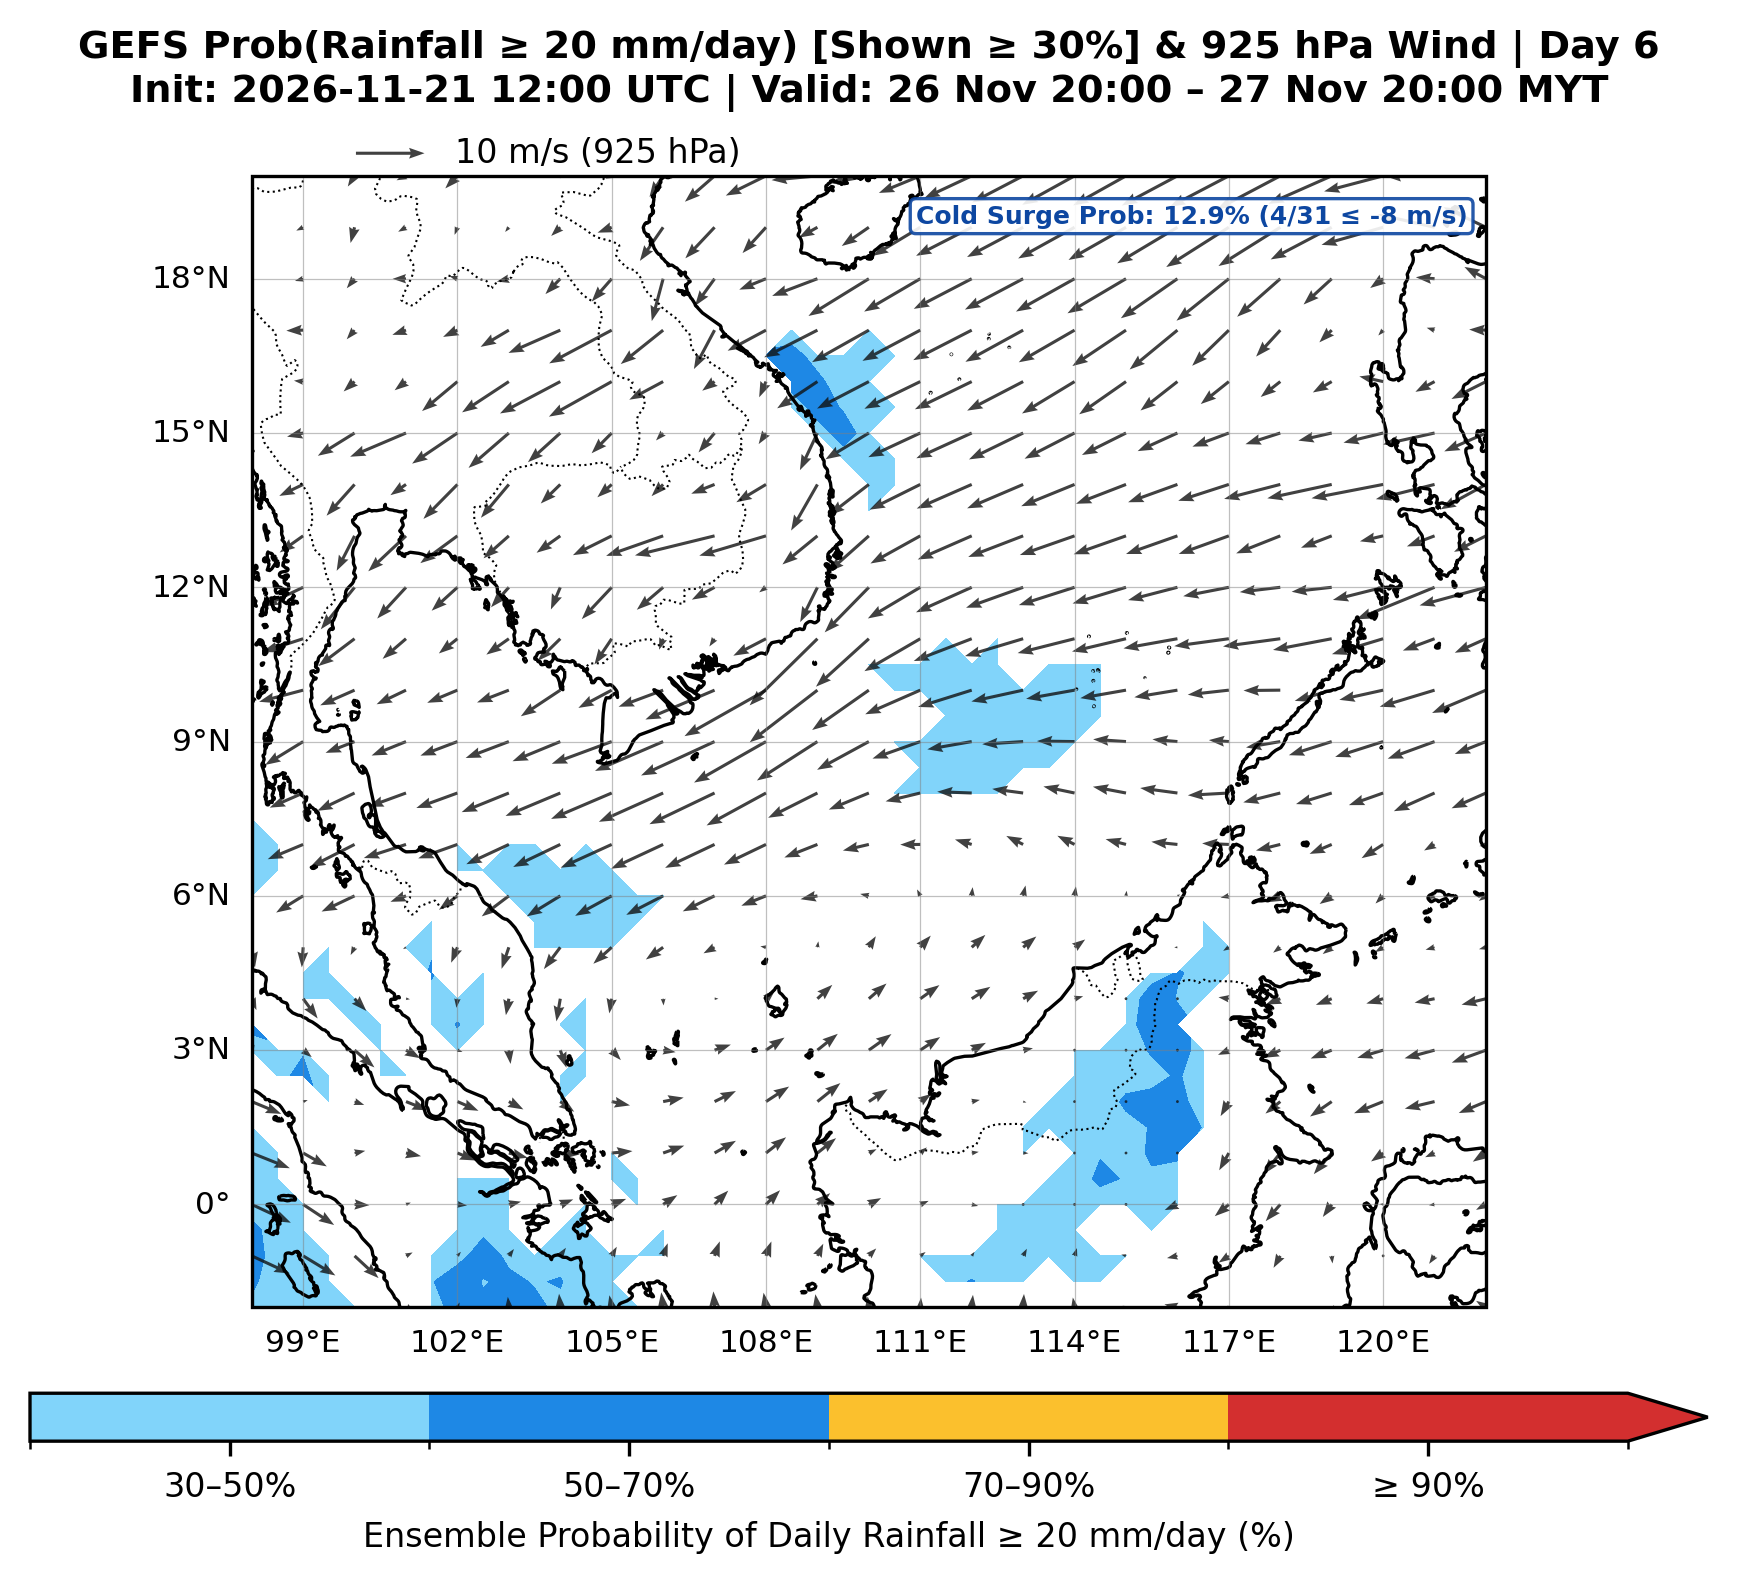 GEFS Prob(Rainfall ≥ 20 mm/day) [Shown ≥ 30%] & 925 hPa Wind | Day 6
Init: 2026-11-21 12:00 UTC | Valid: 26 Nov 20:00 – 27 Nov 20:00 MYT
10 m/s (925 hPa)
Cold Surge Prob: 12.9% (4/31 ≤ -8 m/s)
18°N
15°N
12°N
9°N
6°N
3°N
0°
99°E 102°E 105°E 108°E 111°E 114°E 117°E 120°E
30–50% 50–70% 70–90% ≥ 90%
Ensemble Probability of Daily Rainfall ≥ 20 mm/day (%)